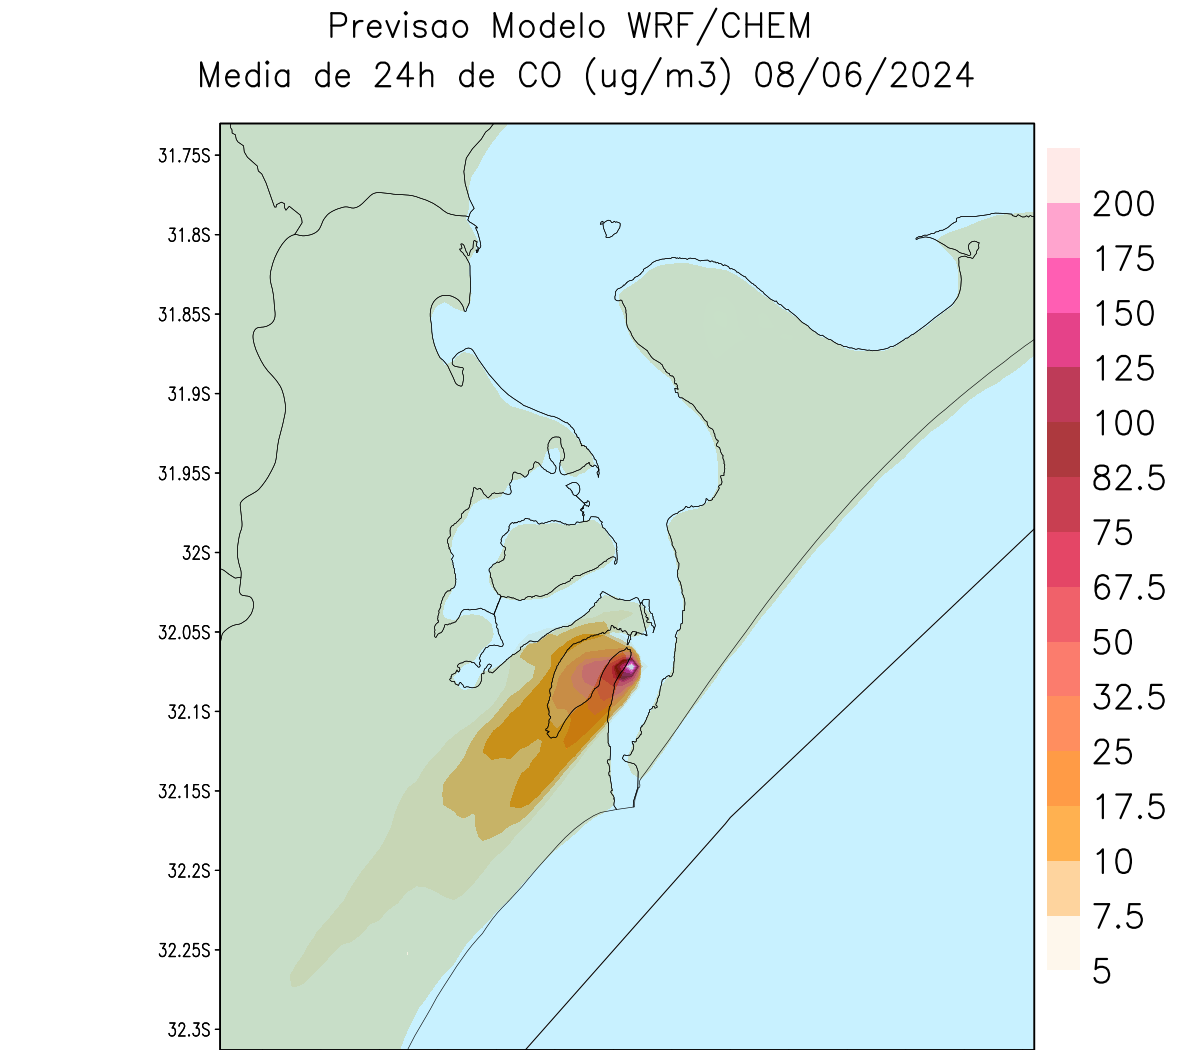 Previsao Modelo WRF/CHEM
Media de 24h de CO (ug/m3) 08/06/2024
31.75S
31.8S
31.85S
31.9S
31.95S
32S
32.05S
32.1S
32.15S
32.2S
32.25S
32.3S
200
175
150
125
100
82.5
75
67.5
50
32.5
25
17.5
10
7.5
5